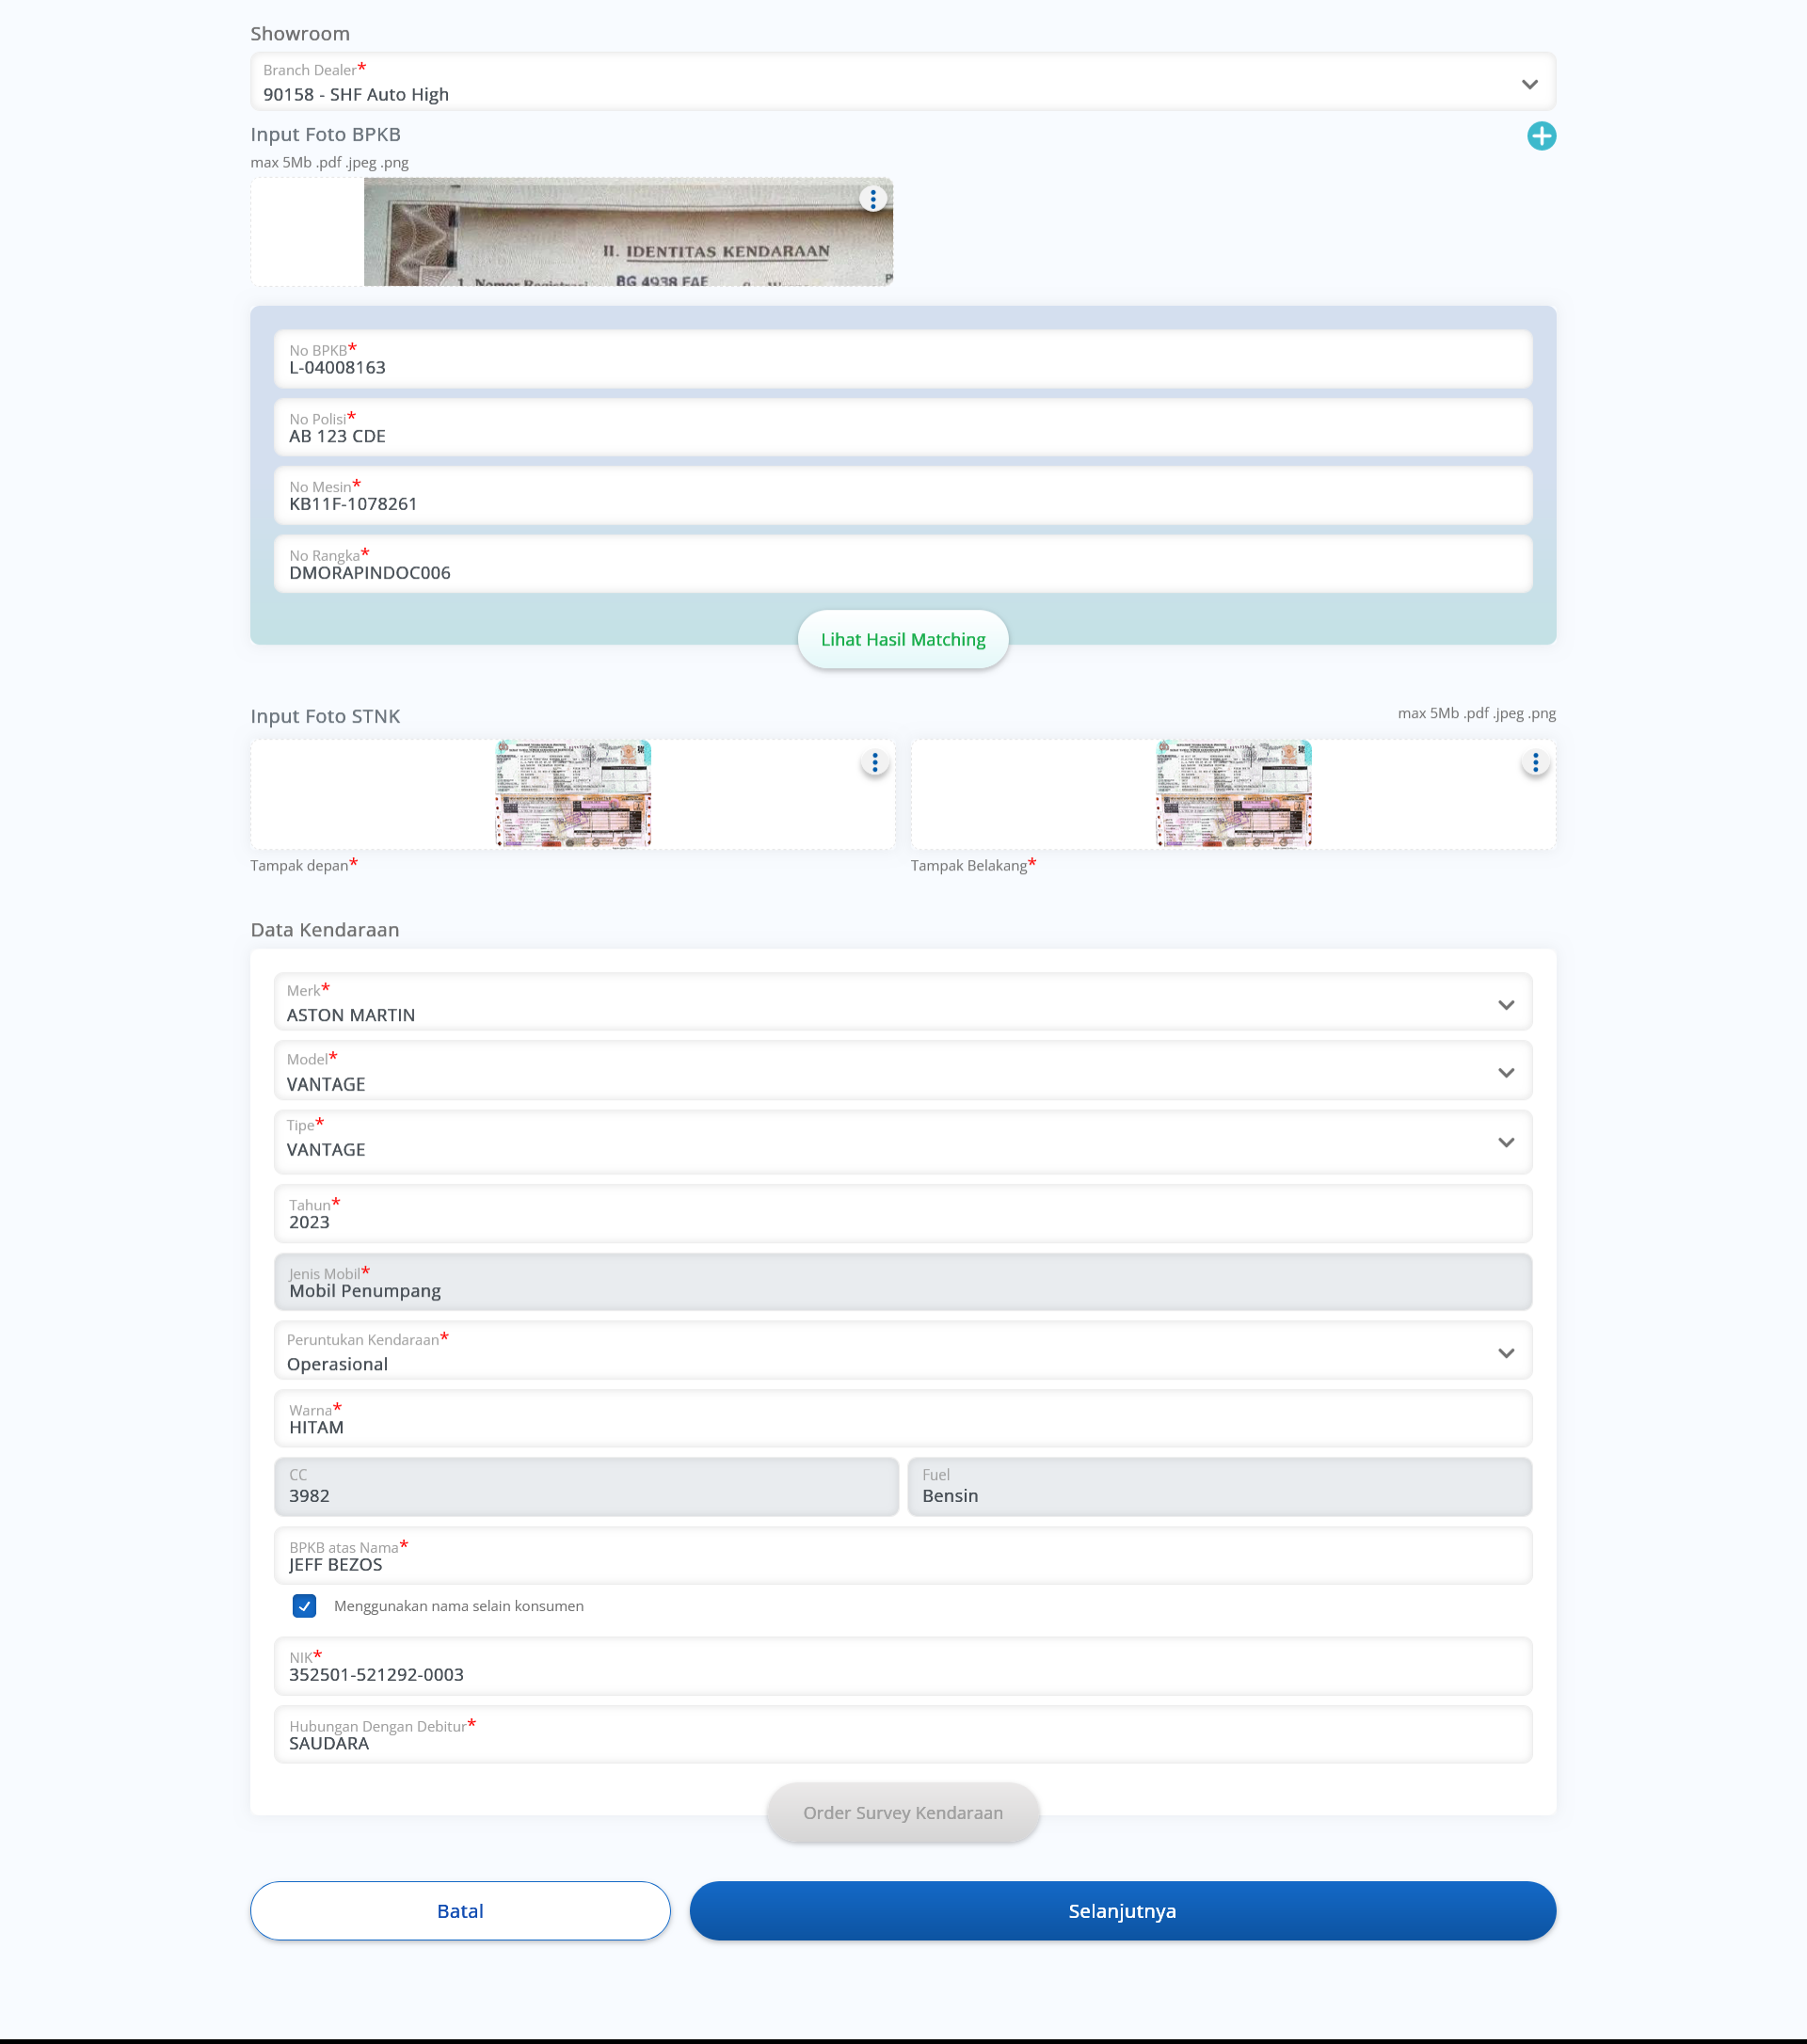 Showroom
Branch Dealer*
90158 - SHF Auto High
Input Foto BPKB
max 5Mb .pdf .jpeg .png
II. IDENTITAS KENDARAAN
1. Nomor Registrasi BG 4938 FAE
No BPKB*
L-04008163
No Polisi*
AB 123 CDE
No Mesin*
KB11F-1078261
No Rangka*
DMORAPINDOC006
Lihat Hasil Matching
Input Foto STNK
max 5Mb .pdf .jpeg .png
Tampak depan*
Tampak Belakang*
Data Kendaraan
Merk*
ASTON MARTIN
Model*
VANTAGE
Tipe*
VANTAGE
Tahun*
2023
Jenis Mobil*
Mobil Penumpang
Peruntukan Kendaraan*
Operasional
Warna*
HITAM
CC
3982
Fuel
Bensin
BPKB atas Nama*
JEFF BEZOS
Menggunakan nama selain konsumen
NIK*
352501-521292-0003
Hubungan Dengan Debitur*
SAUDARA
Order Survey Kendaraan
Batal
Selanjutnya